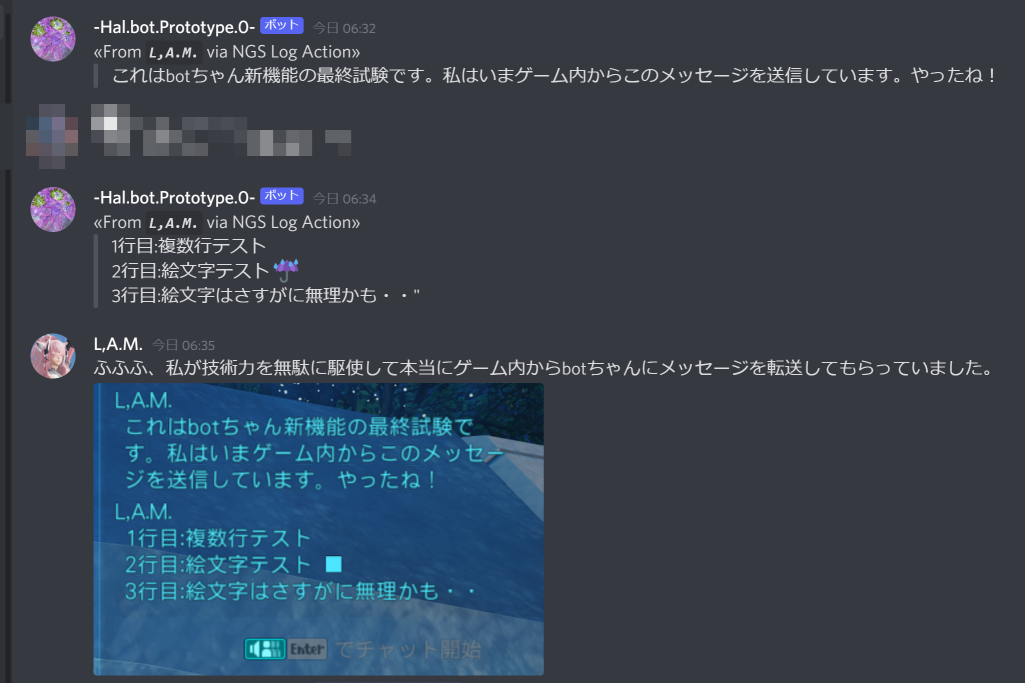 -Hal.bot.Prototype.0- ボット 今日 06:32
«From L,A.M. via NGS Log Action»
これはbotちゃん新機能の最終試験です。私はいまゲーム内からこのメッセージを送信しています。やったね！
-Hal.bot.Prototype.0- ボット 今日 06:34
«From L,A.M. via NGS Log Action»
1行目:複数行テスト
2行目:絵文字テスト☔
3行目:絵文字はさすがに無理かも・・"
L,A.M. 今日 06:35
ふふふ、私が技術力を無駄に駆使して本当にゲーム内からbotちゃんにメッセージを転送してもらっていました。
L,A.M.
これはbotちゃん新機能の最終試験で
す。私はいまゲーム内からこのメッセー
ジを送信しています。やったね！
L,A.M.
1行目:複数行テスト
2行目:絵文字テスト ■
3行目:絵文字はさすがに無理かも・・
Enter でチャット開始